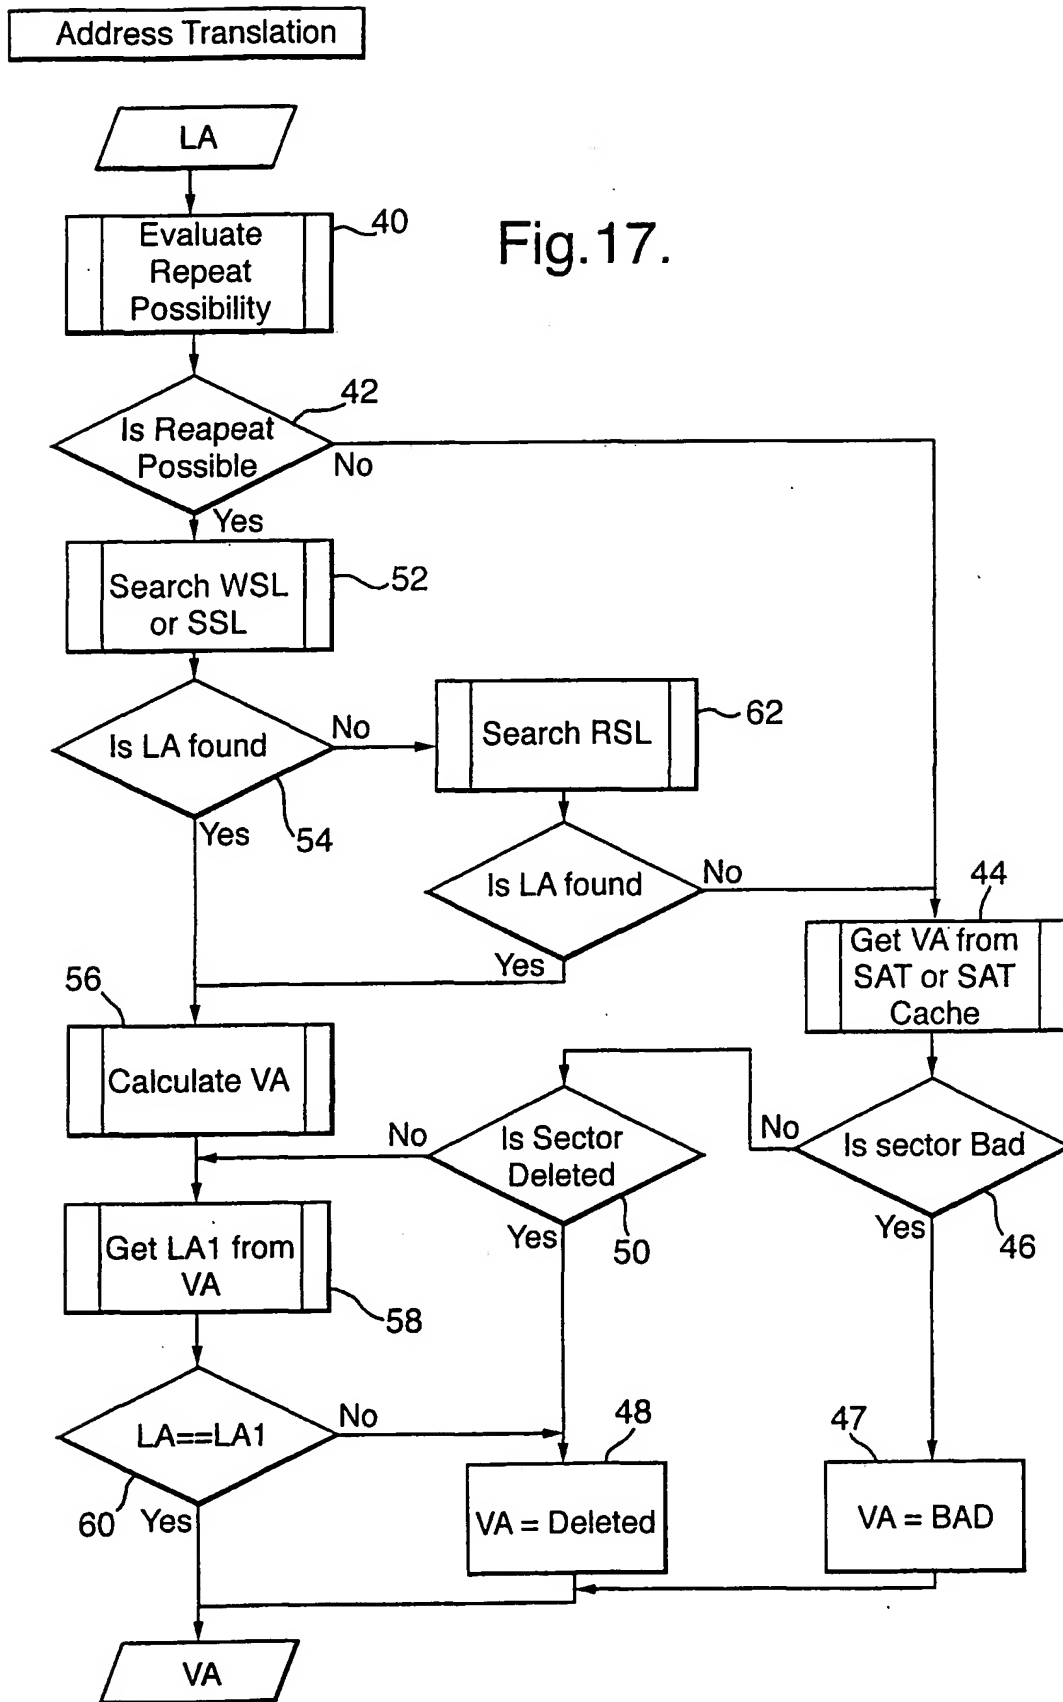 Address Translation
LA
Fig.17.
40
Evaluate
Repeat
Possibility
42
Is Reapeat
Possible
No
Yes
52
Search WSL
or SSL
No
62
Search RSL
Is LA found
Yes
54
Is LA found
No
44
Yes
Get VA from
SAT or SAT
Cache
56
Calculate VA
No
Is Sector
Deleted
No
Is sector Bad
Yes
50
Yes
46
Get LA1 from
VA
58
LA==LA1
No
48
47
60
Yes
VA = Deleted
VA = BAD
VA